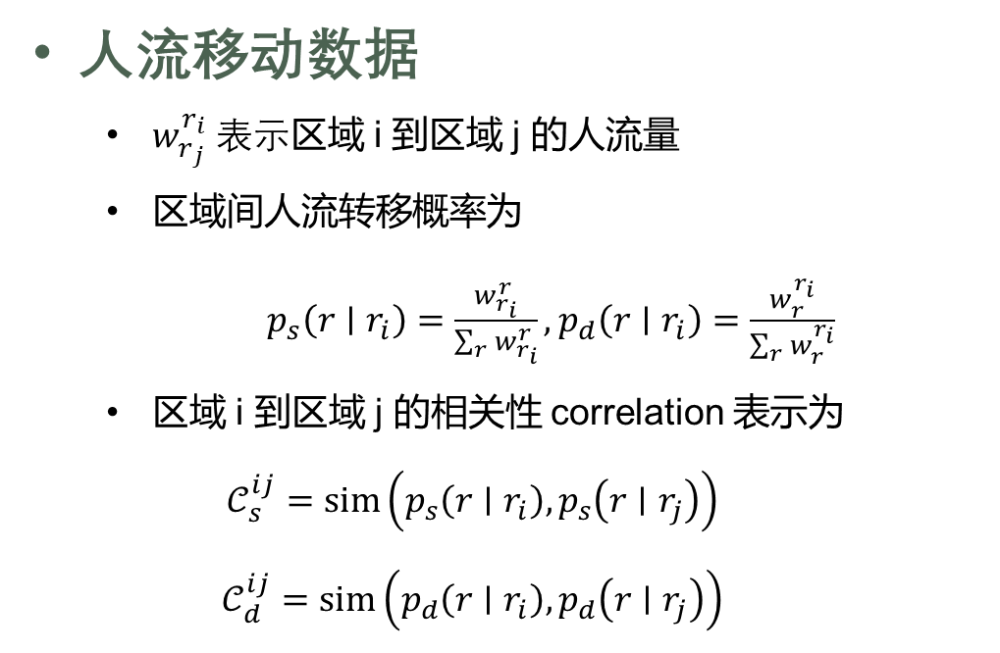 • 人流移动数据
• $w_{r_j}^{r_i}$ 表示区域 i 到区域 j 的人流量
• 区域间人流转移概率为
$p_s(r \mid r_i) = \frac{w_{r_i}^{r}}{\sum_r w_{r_i}^{r}}, p_d(r \mid r_i) = \frac{w_r^{r_i}}{\sum_r w_r^{r_i}}$
• 区域 i 到区域 j 的相关性 correlation 表示为
$\mathcal{C}_s^{ij} = \mathrm{sim}\left(p_s(r \mid r_i), p_s(r \mid r_j)\right)$
$\mathcal{C}_d^{ij} = \mathrm{sim}\left(p_d(r \mid r_i), p_d(r \mid r_j)\right)$